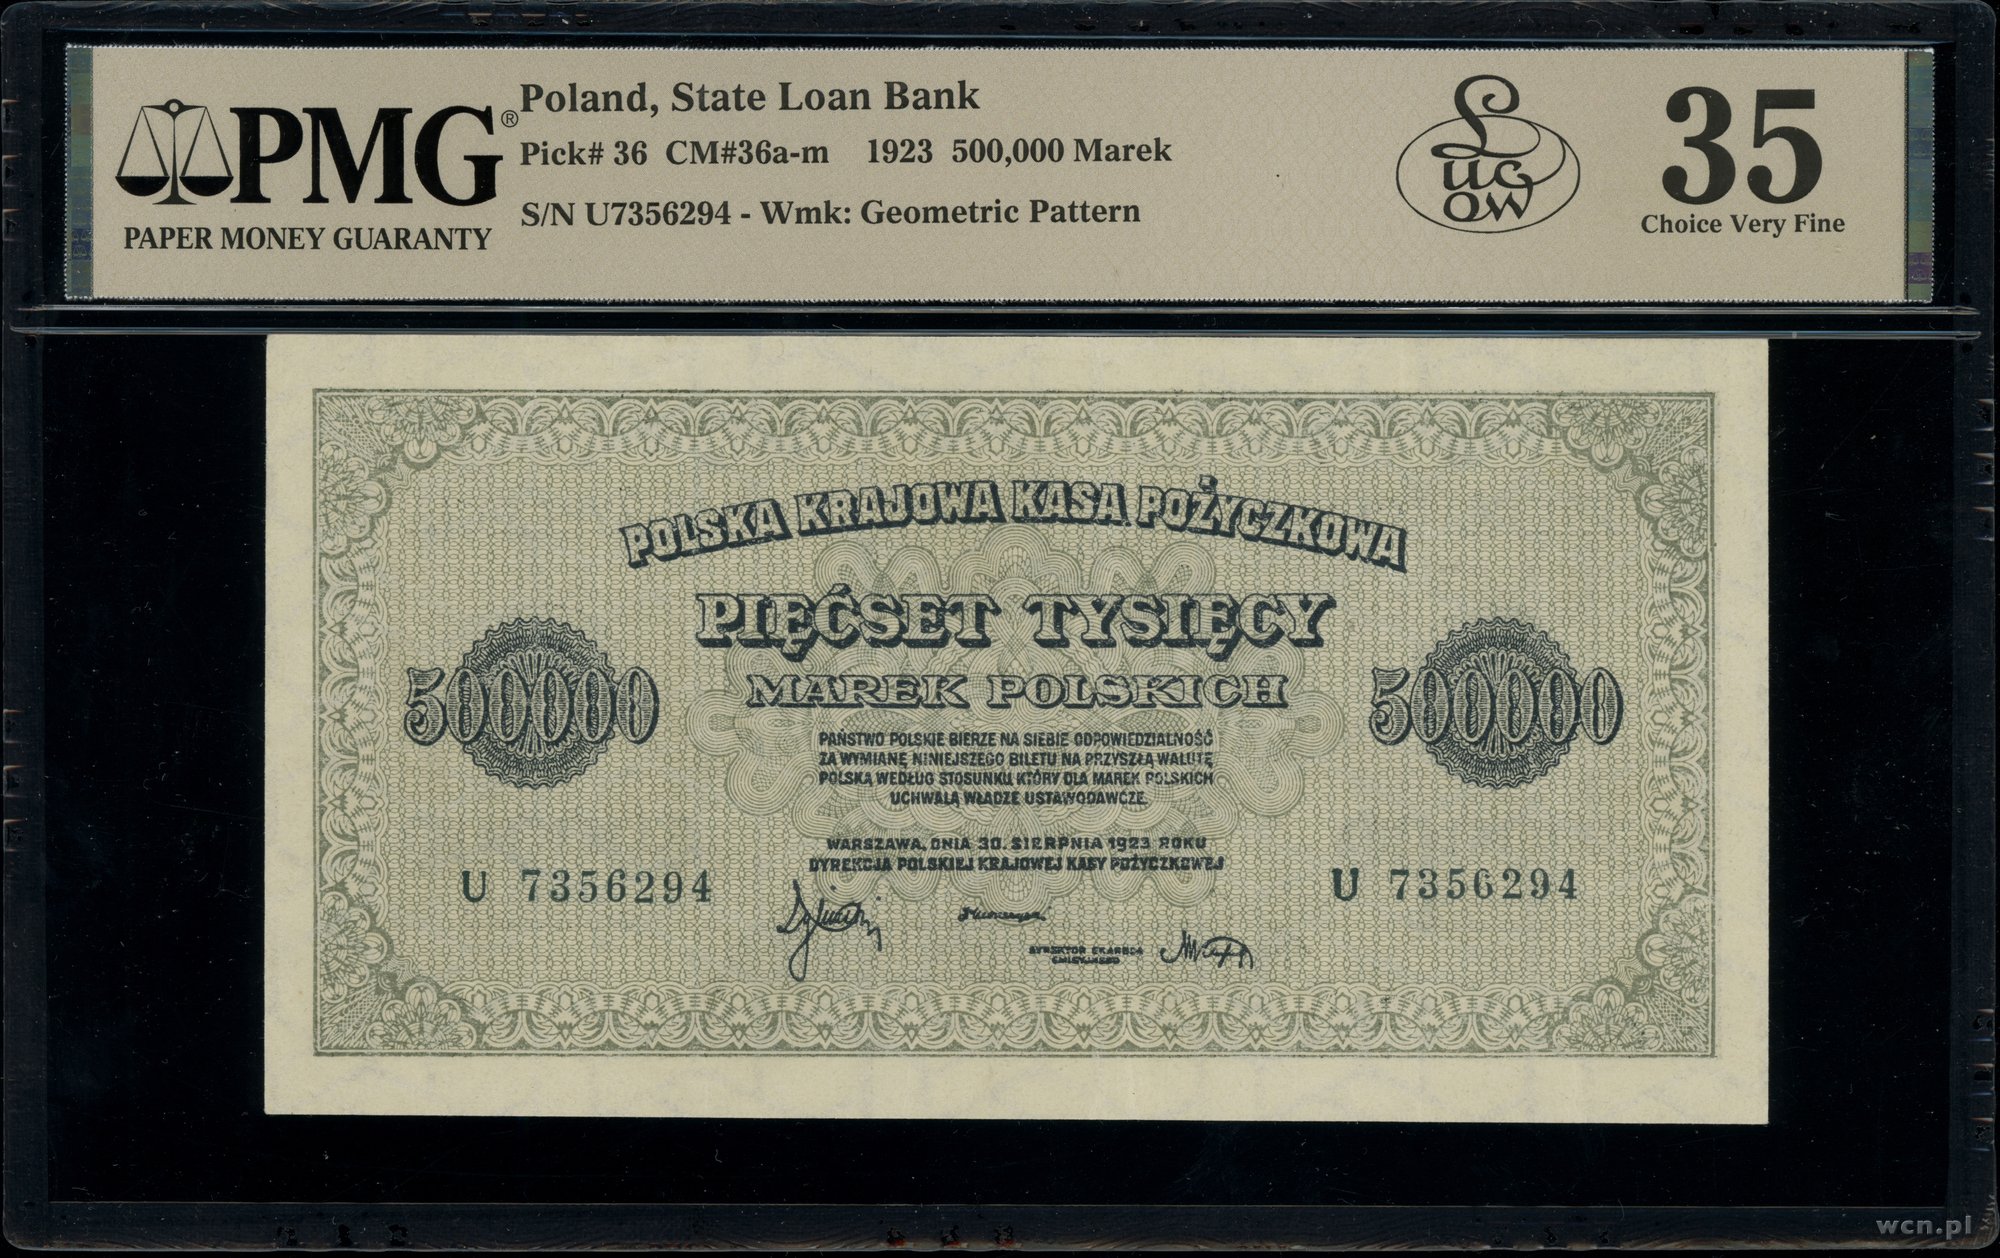 PMG®
PAPER MONEY GUARANTY
Poland, State Loan Bank
Pick# 36 CM#36a-m 1923 500,000 Marek
S/N U7356294 - Wmk: Geometric Pattern
Lucow
35
Choice Very Fine
POLSKA KRAJOWA KASA POŻYCZKOWA
PIĘĆSET TYSIĘCY
MAREK POLSKICH
500000
500000
PAŃSTWO POLSKIE BIERZE NA SIEBIE ODPOWIEDZIALNOŚĆ
ZA WYMIANĘ NINIEJSZEGO BILETU NA PRZYSZŁĄ WALUTĘ
POLSKĄ WEDŁUG STOSUNKU, KTÓRY DLA MAREK POLSKICH
UCHWALĄ WŁADZE USTAWODAWCZE.
WARSZAWA, DNIA 30. SIERPNIA 1923 ROKU
DYREKCJA POLSKIEJ KRAJOWEJ KASY POŻYCZKOWEJ
U 7356294
U 7356294
wcn.pl